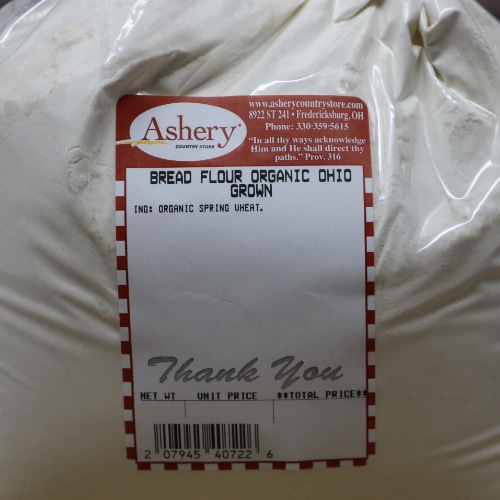 Ashery
COUNTRY STORE
www.asherycountrystore.com
8922 ST 241 • Fredericksburg, OH
Phone: 330-359-5615
"In all thy ways acknowledge
Him and He shall direct thy
paths." Prov. 316
BREAD FLOUR ORGANIC OHIO
GROWN
ING: ORGANIC SPRING WHEAT.
Thank You
NET WT UNIT PRICE **TOTAL PRICE**
2 07945 40722 6